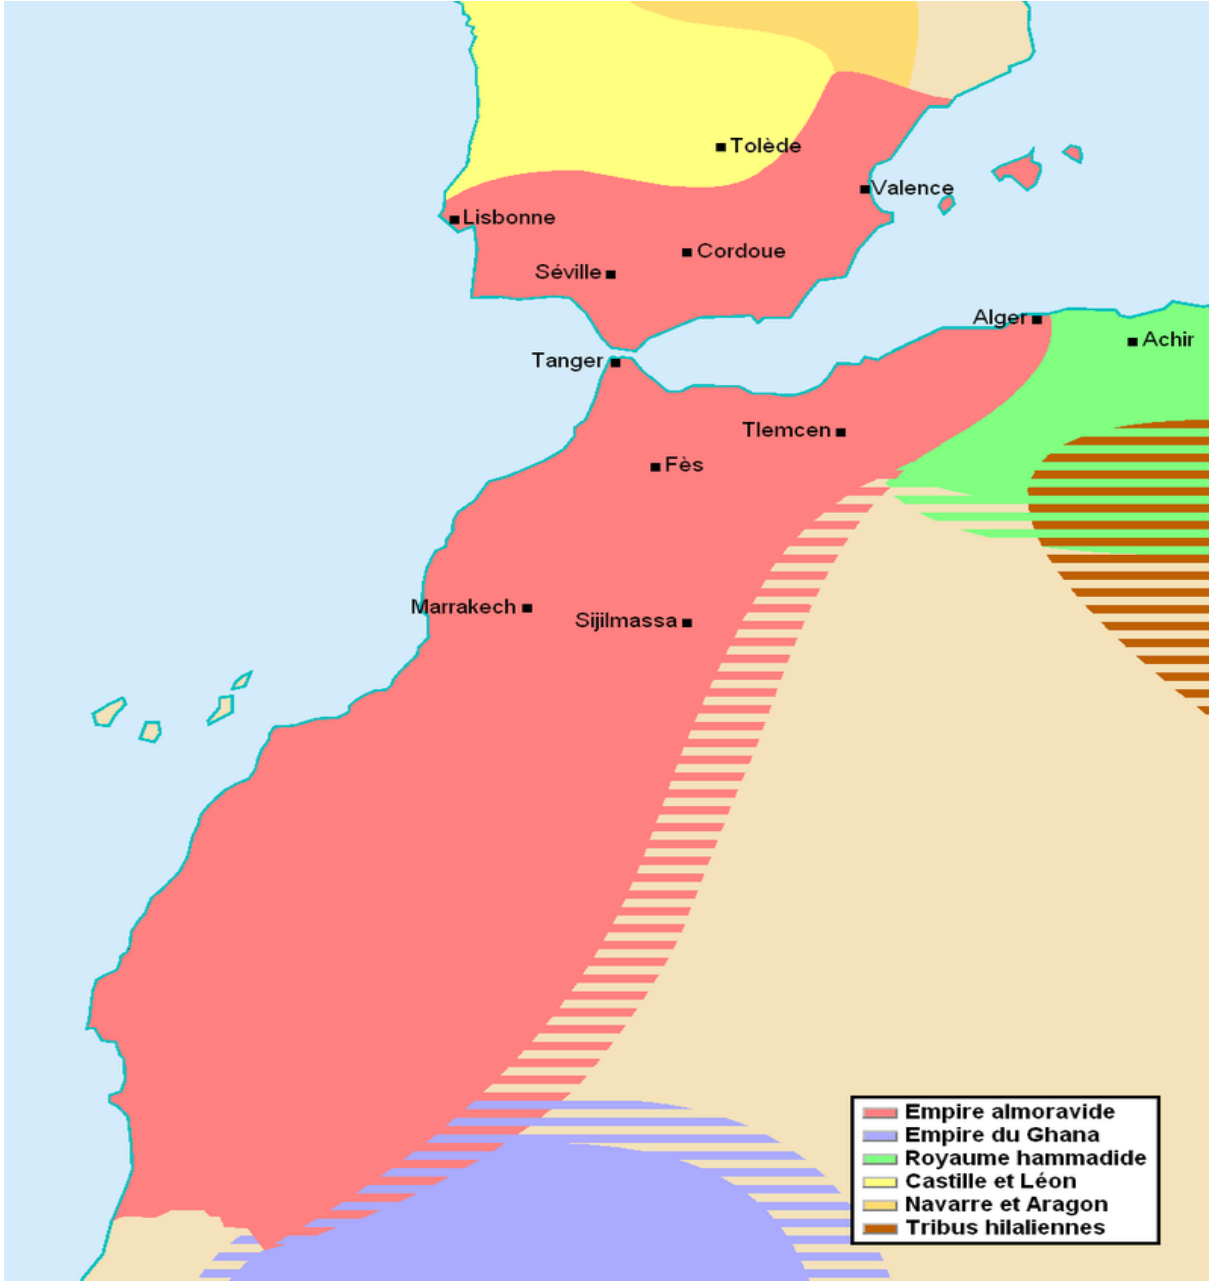 Tolède
Valence
Lisbonne
Cordoue
Séville
Alger
Achir
Tanger
Tlemcen
Fès
Marrakech
Sijilmassa
Empire almoravide
Empire du Ghana
Royaume hammadide
Castille et Léon
Navarre et Aragon
Tribus hilaliennes